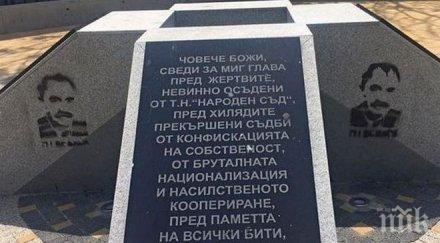 ЧОВЕЧЕ БОЖИ,
СВЕДИ ЗА МИГ ГЛАВА
ПРЕД ЖЕРТВИТЕ,
НЕВИННО ОСЪДЕНИ
ОТ Т.Н. "НАРОДЕН СЪД",
ПРЕД ХИЛЯДИТЕ
ПРЕКЪРШЕНИ СЪДБИ
ОТ КОНФИСКАЦИЯТА
НА СОБСТВЕНОСТ,
ОТ БРУТАЛНАТА
НАЦИОНАЛИЗАЦИЯ
И НАСИЛСТВЕНОТО
КООПЕРИРАНЕ,
ПРЕД ПАМЕТТА
НА ВСИЧКИ БИТИ,
пик